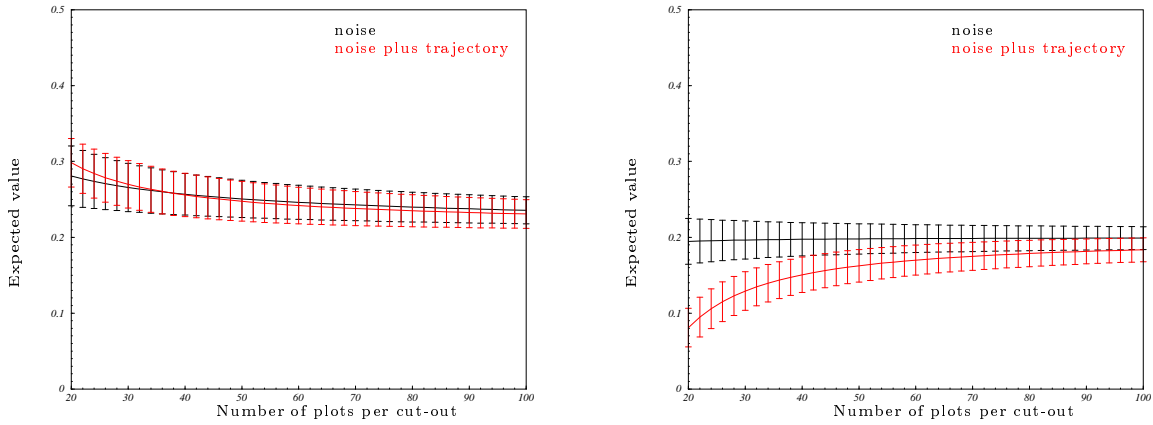 0.5
noise
noise plus trajectory
0.4
0.3
0.2
0.1
0
Expected value
20 30 40 50 60 70 80 90 100
Number of plots per cut-out
0.5
noise
noise plus trajectory
0.4
0.3
0.2
0.1
0
Expected value
20 30 40 50 60 70 80 90 100
Number of plots per cut-out